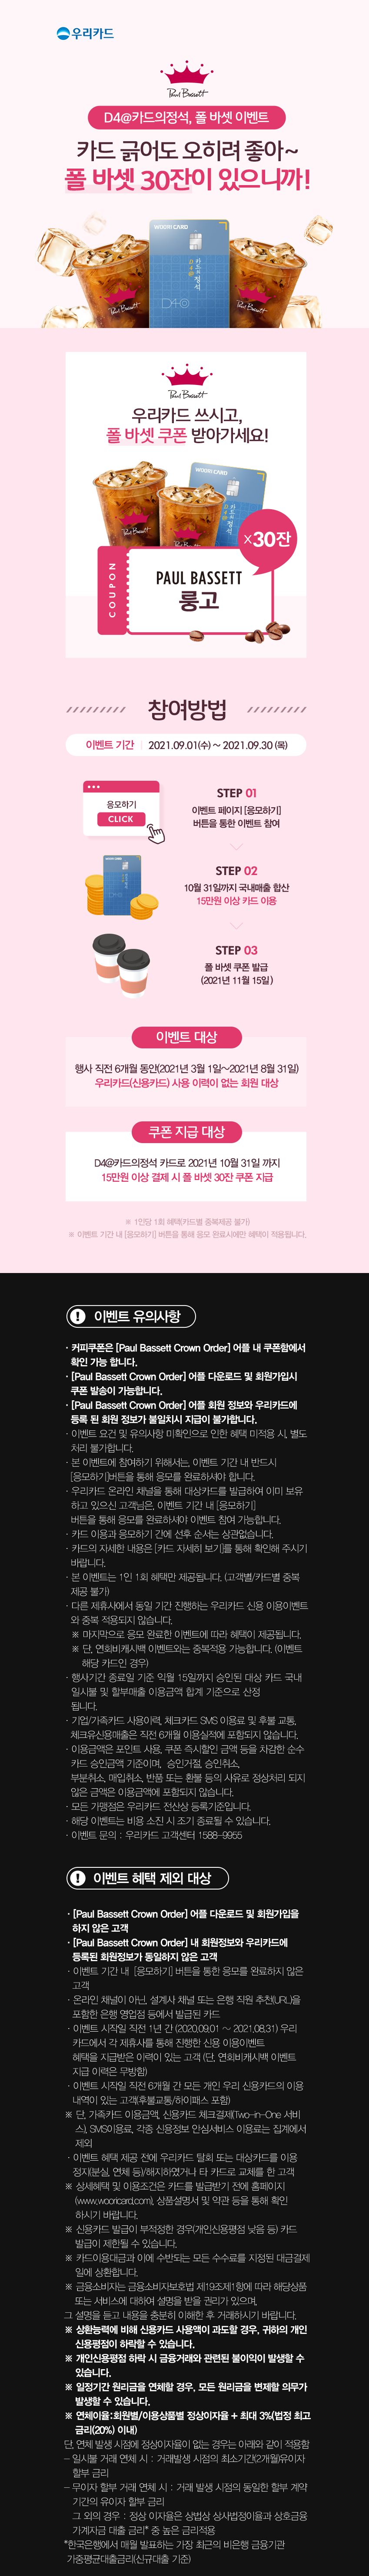 우리카드
Paul Bassett
D4@카드의정석, 폴 바셋 이벤트
카드 긁어도 오히려 좋아~
폴 바셋 30잔이 있으니까!
WOORI CARD
카드의정석
D4@
D4@
Paul Bassett
Paul Bassett
Paul Bassett
우리카드 쓰시고,
폴 바셋 쿠폰 받아가세요!
WOORI CARD
×30잔
COUPON
PAUL BASSETT
룽고
참여방법
이벤트 기간 2021.09.01(수) ~ 2021.09.30 (목)
응모하기
CLICK
STEP 01
이벤트 페이지 [응모하기]
버튼을 통한 이벤트 참여
STEP 02
10월 31일까지 국내매출 합산
15만원 이상 카드 이용
STEP 03
폴 바셋 쿠폰 발급
(2021년 11월 15일)
이벤트 대상
행사 직전 6개월 동안(2021년 3월 1일~2021년 8월 31일)
우리카드(신용카드) 사용 이력이 없는 회원 대상
쿠폰 지급 대상
D4@카드의정석 카드로 2021년 10월 31일 까지
15만원 이상 결제 시 폴 바셋 30잔 쿠폰 지급
※ 1인당 1회 혜택(카드별 중복제공 불가)
※ 이벤트 기간 내 [응모하기] 버튼을 통해 응모 완료시에만 혜택이 적용됩니다.
! 이벤트 유의사항
· 커피쿠폰은 [Paul Bassett Crown Order] 어플 내 쿠폰함에서
확인 가능 합니다.
· [Paul Bassett Crown Order] 어플 다운로드 및 회원가입시
쿠폰 발송이 가능합니다.
· [Paul Bassett Crown Order] 어플 회원 정보와 우리카드에
등록 된 회원 정보가 불일치시 지급이 불가합니다.
· 이벤트 요건 및 유의사항 미확인으로 인한 혜택 미적용 시, 별도
처리 불가합니다.
· 본 이벤트에 참여하기 위해서는, 이벤트 기간 내 반드시
[응모하기]버튼을 통해 응모를 완료하셔야 합니다.
· 우리카드 온라인 채널을 통해 대상카드를 발급하여 이미 보유
하고 있으신 고객님은, 이벤트 기간 내 [응모하기]
버튼을 통해 응모를 완료하셔야 이벤트 참여 가능합니다.
· 카드 이용과 응모하기 간에 선후 순서는 상관없습니다.
· 카드의 자세한 내용은 [카드 자세히 보기]를 통해 확인해 주시기
바랍니다.
· 본 이벤트는 1인 1회 혜택만 제공됩니다. (고객별/카드별 중복
제공 불가)
· 다른 제휴사에서 동일 기간 진행하는 우리카드 신용 이용이벤트
와 중복 적용되지 않습니다.
※ 마지막으로 응모 완료한 이벤트에 따라 혜택이 제공됩니다.
※ 단, 연회비캐시백 이벤트와는 중복적용 가능합니다. (이벤트
해당 카드인 경우)
· 행사기간 종료일 기준 익월 15일까지 승인된 대상 카드 국내
일시불 및 할부매출 이용금액 합계 기준으로 산정
됩니다.
· 기업/가족카드 사용이력, 체크카드 SMS 이용료 및 후불 교통,
체크유신용매출은 직전 6개월 이용실적에 포함되지 않습니다.
· 이용금액은 포인트 사용, 쿠폰 즉시할인 금액 등을 차감한 순수
카드 승인금액 기준이며, 승인거절, 승인취소,
부분취소, 매입취소, 반품 또는 환불 등의 사유로 정상처리 되지
않은 금액은 이용금액에 포함되지 않습니다.
· 모든 가맹점은 우리카드 전산상 등록기준입니다.
· 해당 이벤트는 비용 소진 시 조기 종료될 수 있습니다.
· 이벤트 문의 : 우리카드 고객센터 1588-9955
! 이벤트 혜택 제외 대상
· [Paul Bassett Crown Order] 어플 다운로드 및 회원가입을
하지 않은 고객
· [Paul Bassett Crown Order] 내 회원정보와 우리카드에
등록된 회원정보가 동일하지 않은 고객
· 이벤트 기간 내 [응모하기] 버튼을 통한 응모를 완료하지 않은
고객
· 온라인 채널이 아닌, 설계사 채널 또는 은행 직원 추천(URL)을
포함한 은행 영업점 등에서 발급된 카드
· 이벤트 시작일 직전 1년 간 (2020.09.01 ~ 2021.08.31) 우리
카드에서 각 제휴사를 통해 진행한 신용 이용이벤트
혜택을 지급받은 이력이 있는 고객 (단, 연회비캐시백 이벤트
지급 이력은 무방함)
· 이벤트 시작일 직전 6개월 간 모든 개인 우리 신용카드의 이용
내역이 있는 고객(후불교통/하이패스 포함)
※ 단, 가족카드 이용금액, 신용카드 체크결제(Two-in-One 서비
스), SMS이용료, 각종 신용정보 안심서비스 이용료는 집계에서
제외
· 이벤트 혜택 제공 전에 우리카드 탈회 또는 대상카드를 이용
정지(분실, 연체 등)/해지하였거나 타 카드로 교체를 한 고객
※ 상세혜택 및 이용조건은 카드를 발급받기 전에 홈페이지
(www.wooricard.com), 상품설명서 및 약관 등을 통해 확인
하시기 바랍니다.
※ 신용카드 발급이 부적정한 경우(개인신용평점 낮음 등) 카드
발급이 제한될 수 있습니다.
※ 카드이용대금과 이에 수반되는 모든 수수료를 지정된 대금결제
일에 상환합니다.
※ 금융소비자는 금융소비자보호법 제19조제1항에 따라 해당상품
또는 서비스에 대하여 설명을 받을 권리가 있으며,
그 설명을 듣고 내용을 충분히 이해한 후 거래하시기 바랍니다.
※ 상환능력에 비해 신용카드 사용액이 과도할 경우, 귀하의 개인
신용평점이 하락할 수 있습니다.
※ 개인신용평점 하락 시 금융거래와 관련된 불이익이 발생할 수
있습니다.
※ 일정기간 원리금을 연체할 경우, 모든 원리금을 변제할 의무가
발생할 수 있습니다.
※ 연체이율:회원별/이용상품별 정상이자율 + 최대 3%(법정 최고
금리(20%) 이내)
단, 연체 발생 시점에 정상이자율이 없는 경우는 아래와 같이 적용함
- 일시불 거래 연체 시 : 거래발생 시점의 최소기간(2개월)유이자
할부 금리
- 무이자 할부 거래 연체 시 : 거래 발생 시점의 동일한 할부 계약
기간의 유이자 할부 금리
그 외의 경우 : 정상 이자율은 상법상 상사법정이율과 상호금융
가계자금 대출 금리* 중 높은 금리적용
*한국은행에서 매월 발표하는 가장 최근의 비은행 금융기관
가중평균대출금리(신규대출 기준)